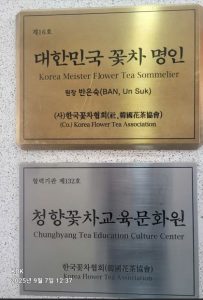 제16호
대한민국 꽃차 명인
Korea Meister Flower Tea Sommelier
원장 반은숙(BAN, Un Suk)
(사)한국꽃차협회(社, 韓國花茶協會)
(Co.) Korea Flower Tea Association
협력기관 제132호
청향꽃차교육문화원
Chunghyang Tea Education Culture Center
한국꽃차협회(韓國花茶協會)
Korea Flower Tea Association
2025년 9월 7일 12:37